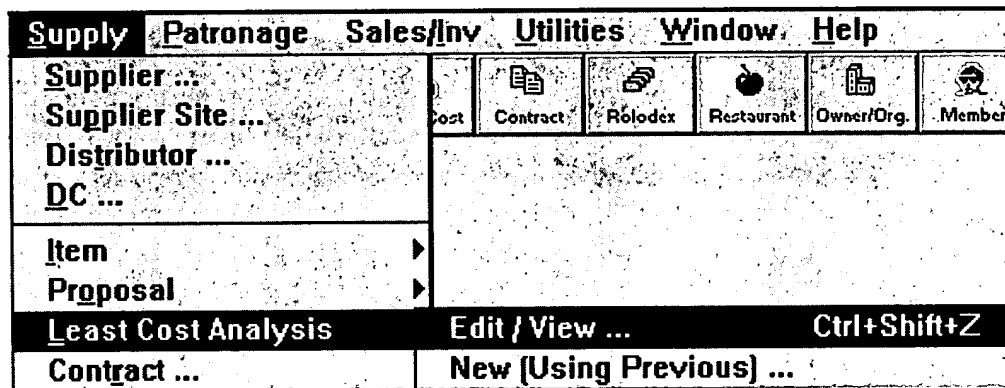 Supply Patronage Sales/Inv Utilities Window Help
Supplier ...
Supplier Site ...
Distributor ...
DC ...
Cost Contract Rolodex Restaurant Owner/Org. Member
Item
Proposal
Least Cost Analysis Edit / View ... Ctrl+Shift+Z
Contract ... New (Using Previous) ...